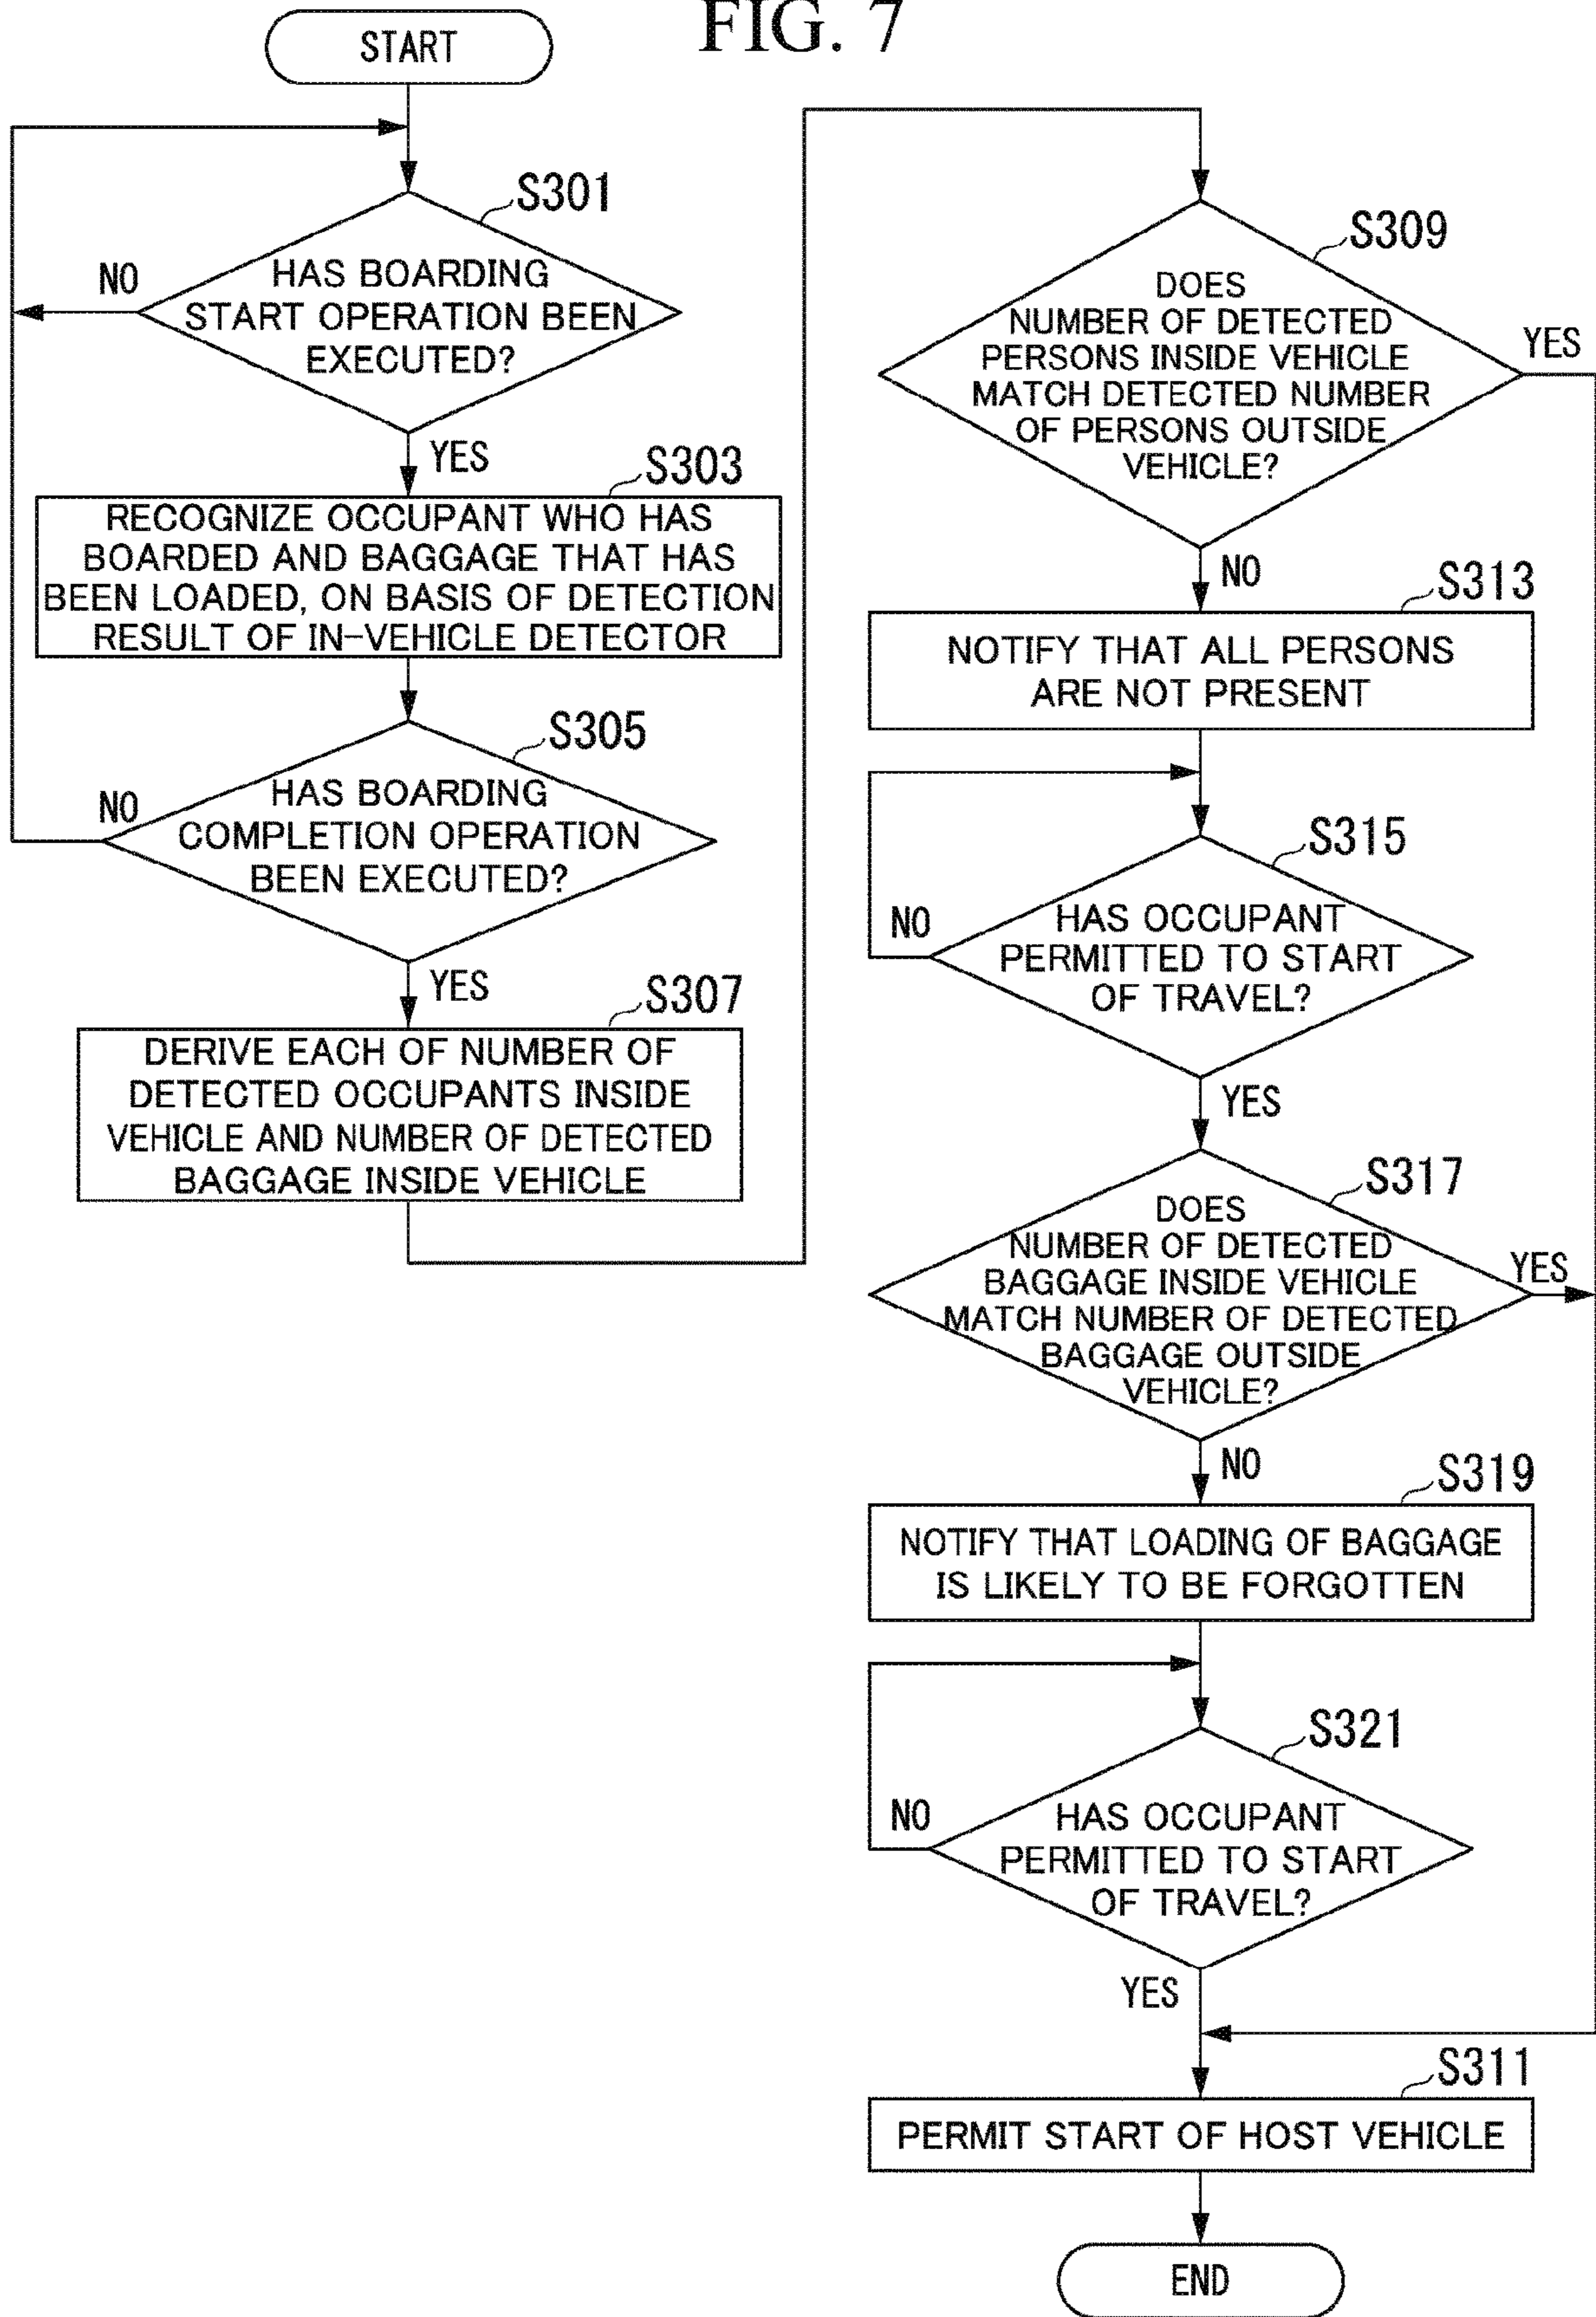 FIG. 7
START
S301
HAS BOARDING
START OPERATION BEEN
EXECUTED?
NO
YES
S303
RECOGNIZE OCCUPANT WHO HAS
BOARDED AND BAGGAGE THAT HAS
BEEN LOADED, ON BASIS OF DETECTION
RESULT OF IN-VEHICLE DETECTOR
S305
HAS BOARDING
COMPLETION OPERATION
BEEN EXECUTED?
NO
YES
S307
DERIVE EACH OF NUMBER OF
DETECTED OCCUPANTS INSIDE
VEHICLE AND NUMBER OF DETECTED
BAGGAGE INSIDE VEHICLE
S309
DOES
NUMBER OF DETECTED
PERSONS INSIDE VEHICLE
MATCH DETECTED NUMBER
OF PERSONS OUTSIDE
VEHICLE?
YES
NO
S313
NOTIFY THAT ALL PERSONS
ARE NOT PRESENT
S315
HAS OCCUPANT
PERMITTED TO START
OF TRAVEL?
NO
YES
S317
DOES
NUMBER OF DETECTED
BAGGAGE INSIDE VEHICLE
MATCH NUMBER OF DETECTED
BAGGAGE OUTSIDE
VEHICLE?
YES
NO
S319
NOTIFY THAT LOADING OF BAGGAGE
IS LIKELY TO BE FORGOTTEN
S321
HAS OCCUPANT
PERMITTED TO START
OF TRAVEL?
NO
YES
S311
PERMIT START OF HOST VEHICLE
END